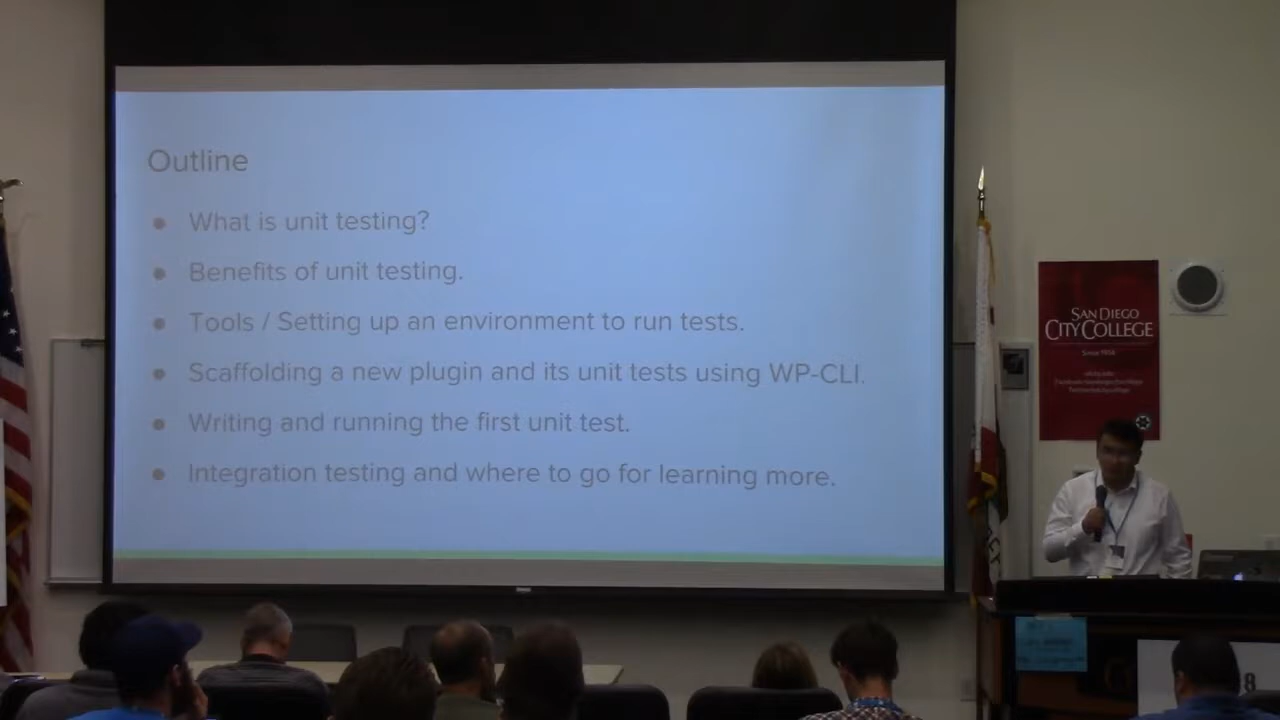 Outline
● What is unit testing?
● Benefits of unit testing.
● Tools / Setting up an environment to run tests.
● Scaffolding a new plugin and its unit tests using WP-CLI.
● Writing and running the first unit test.
● Integration testing and where to go for learning more.
SAN DIEGO
CITY COLLEGE
Since 1914
8